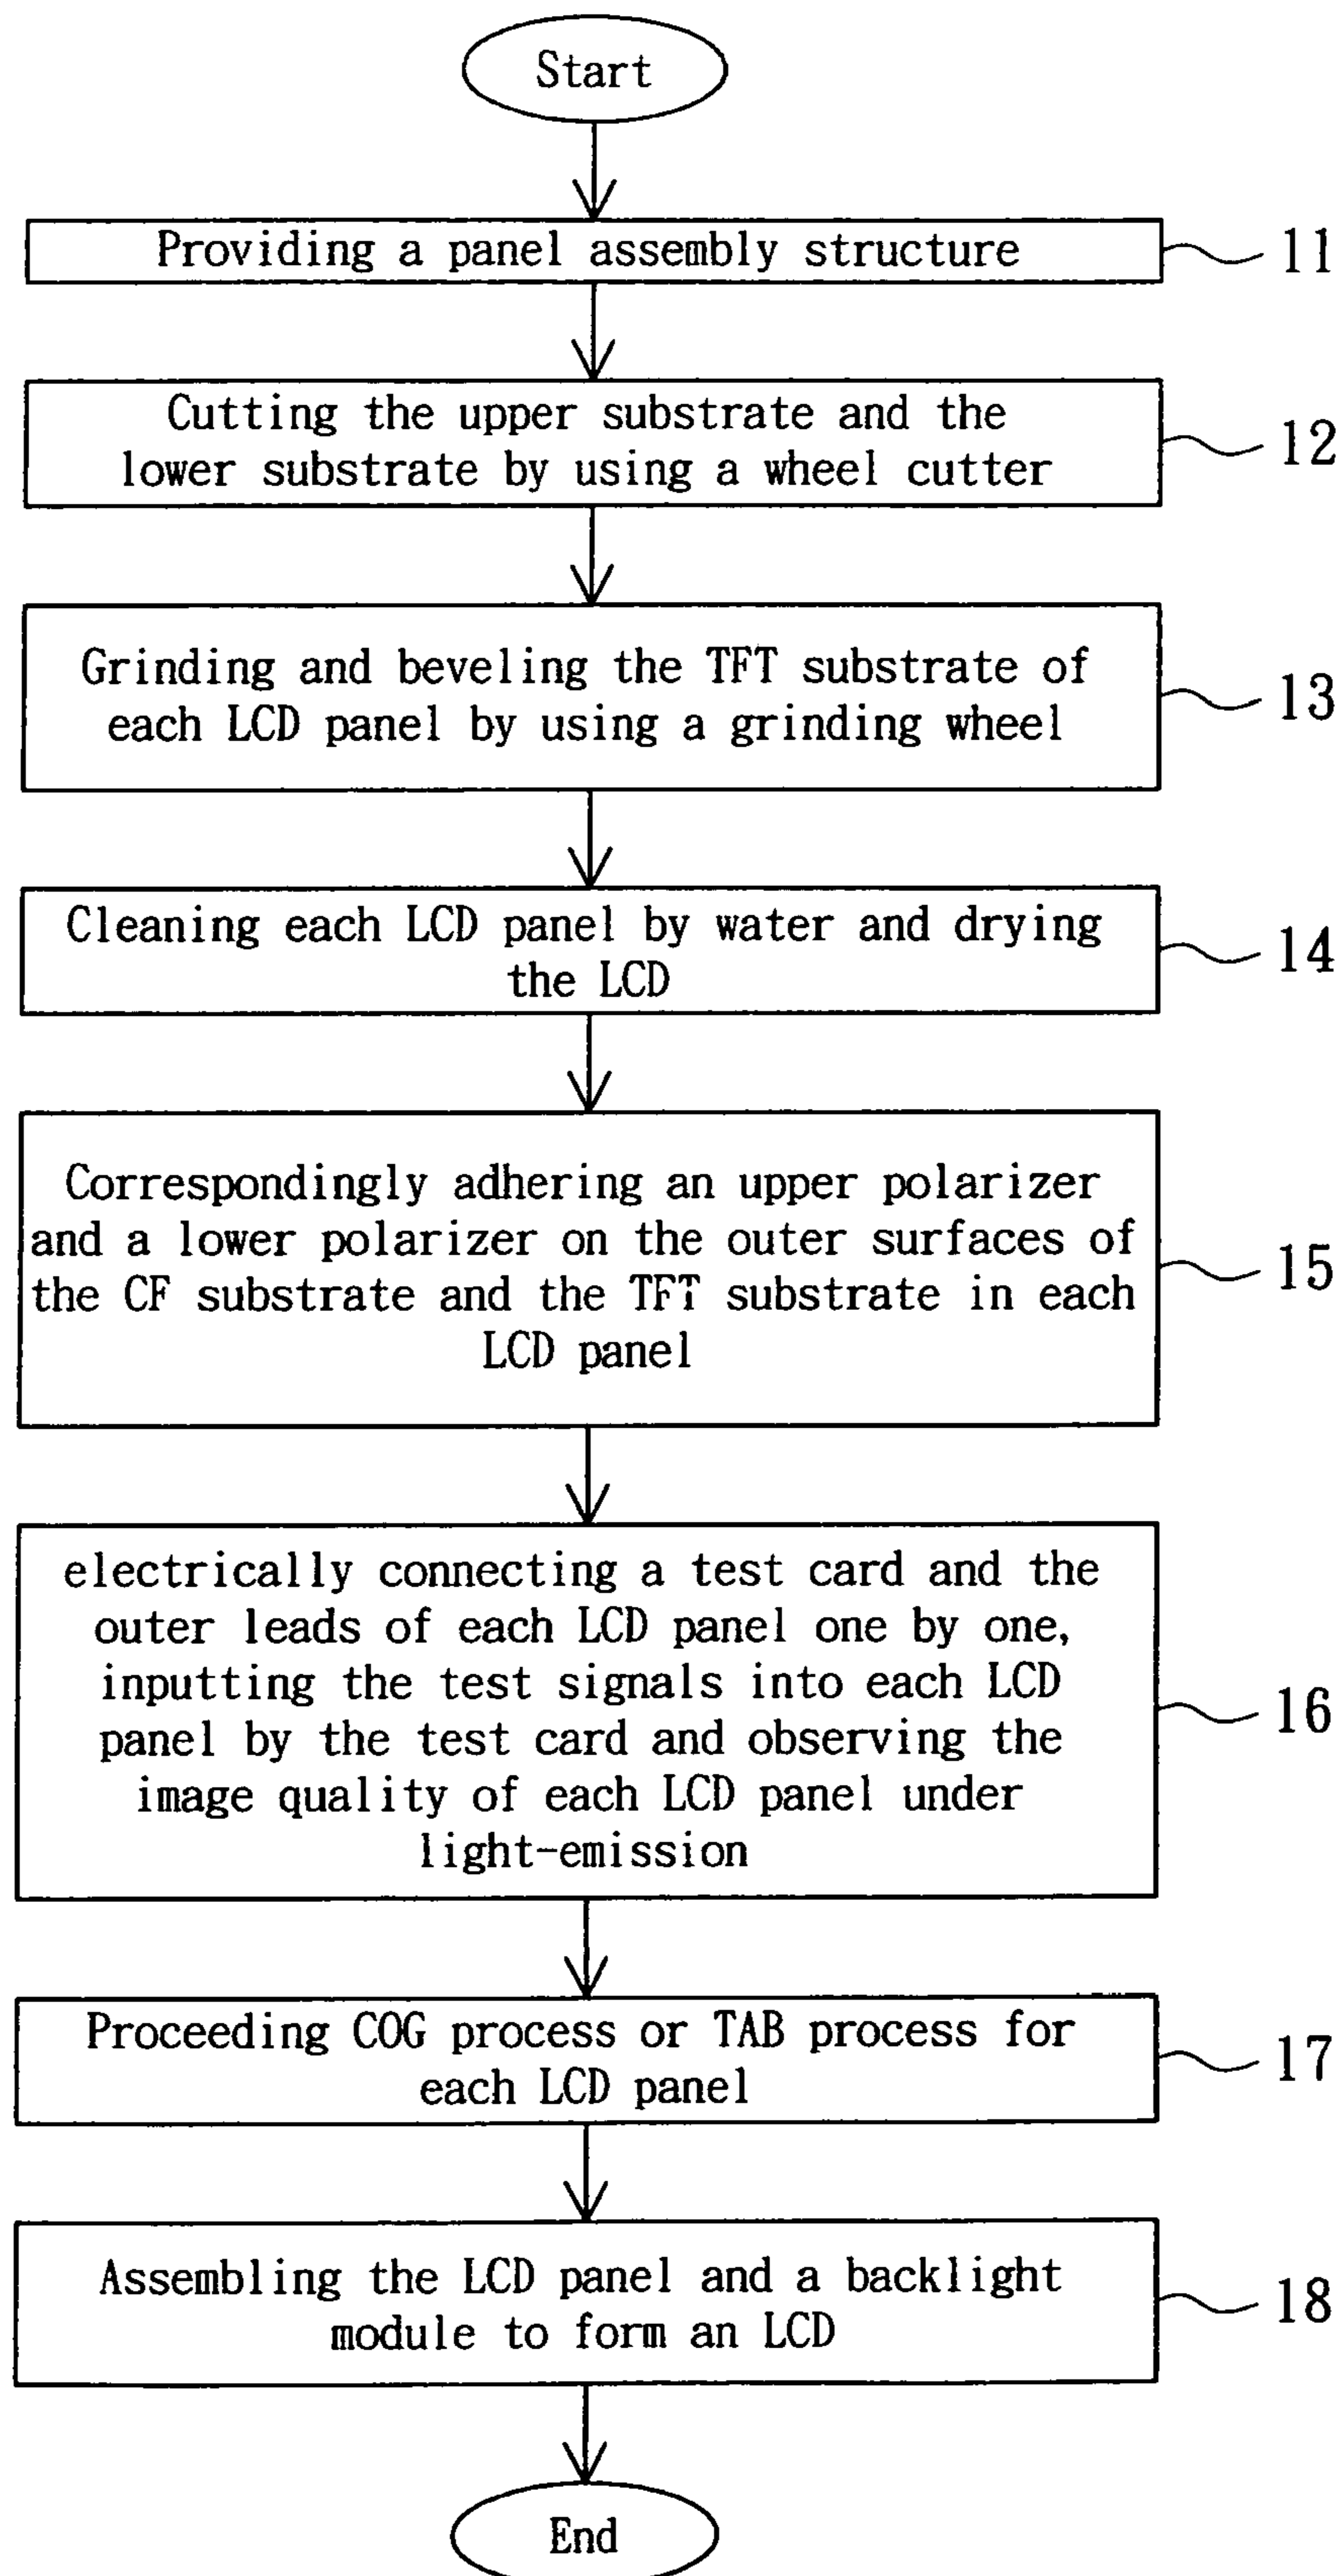 Start
Providing a panel assembly structure
11
Cutting the upper substrate and the
lower substrate by using a wheel cutter
12
Grinding and beveling the TFT substrate of
each LCD panel by using a grinding wheel
13
Cleaning each LCD panel by water and drying
the LCD
14
Correspondingly adhering an upper polarizer
and a lower polarizer on the outer surfaces of
the CF substrate and the TFT substrate in each
LCD panel
15
electrically connecting a test card and the
outer leads of each LCD panel one by one,
inputting the test signals into each LCD
panel by the test card and observing the
image quality of each LCD panel under
light-emission
16
Proceeding COG process or TAB process for
each LCD panel
17
Assembling the LCD panel and a backlight
module to form an LCD
18
End